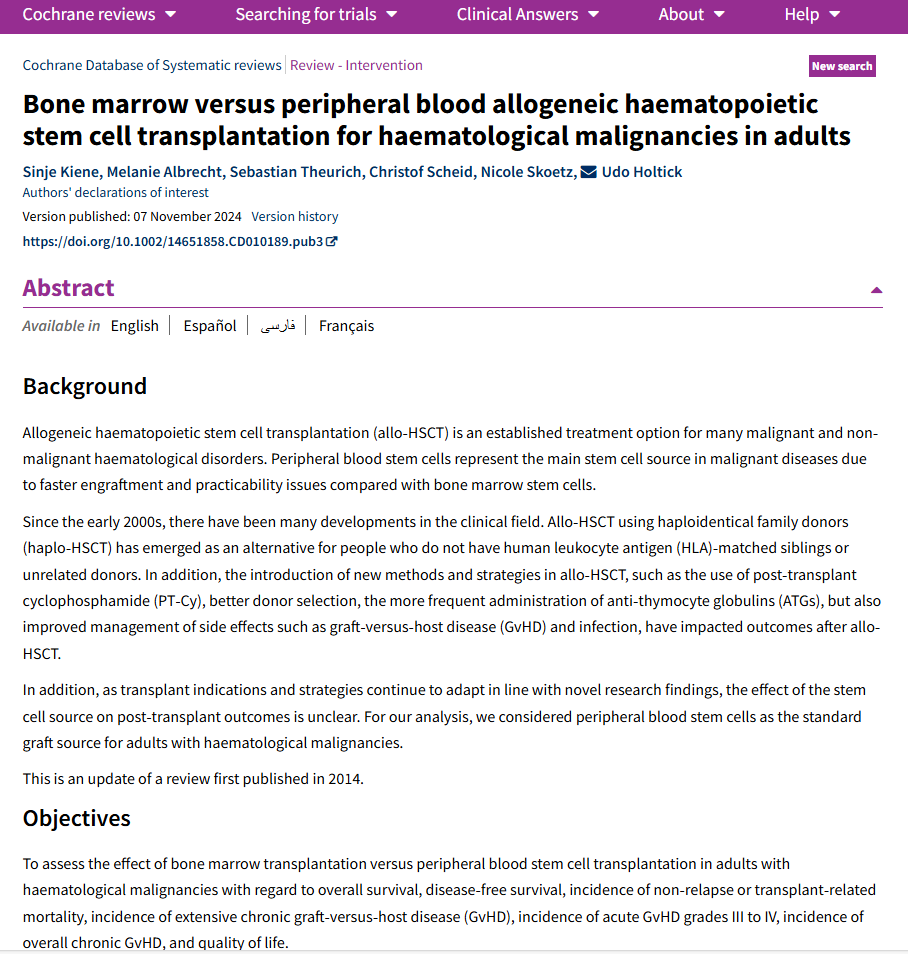 Cochrane reviews
Searching for trials
Clinical Answers
About
Help
Cochrane Database of Systematic reviews
Review - Intervention
New search
Bone marrow versus peripheral blood allogeneic haematopoietic
stem cell transplantation for haematological malignancies in adults
Sinje Kiene, Melanie Albrecht, Sebastian Theurich, Christof Scheid, Nicole Skoetz, Udo Holtick
Authors' declarations of interest
Version published: 07 November 2024 Version history
https://doi.org/10.1002/14651858.CD010189.pub3
Abstract
Available in English Español فارسی Français
Background
Allogeneic haematopoietic stem cell transplantation (allo-HSCT) is an established treatment option for many malignant and non-
malignant haematological disorders. Peripheral blood stem cells represent the main stem cell source in malignant diseases due
to faster engraftment and practicability issues compared with bone marrow stem cells.
Since the early 2000s, there have been many developments in the clinical field. Allo-HSCT using haploidentical family donors
(haplo-HSCT) has emerged as an alternative for people who do not have human leukocyte antigen (HLA)-matched siblings or
unrelated donors. In addition, the introduction of new methods and strategies in allo-HSCT, such as the use of post-transplant
cyclophosphamide (PT-Cy), better donor selection, the more frequent administration of anti-thymocyte globulins (ATGs), but also
improved management of side effects such as graft-versus-host disease (GvHD) and infection, have impacted outcomes after allo-
HSCT.
In addition, as transplant indications and strategies continue to adapt in line with novel research findings, the effect of the stem
cell source on post-transplant outcomes is unclear. For our analysis, we considered peripheral blood stem cells as the standard
graft source for adults with haematological malignancies.
This is an update of a review first published in 2014.
Objectives
To assess the effect of bone marrow transplantation versus peripheral blood stem cell transplantation in adults with
haematological malignancies with regard to overall survival, disease-free survival, incidence of non-relapse or transplant-related
mortality, incidence of extensive chronic graft-versus-host disease (GvHD), incidence of acute GvHD grades III to IV, incidence of
overall chronic GvHD, and quality of life.